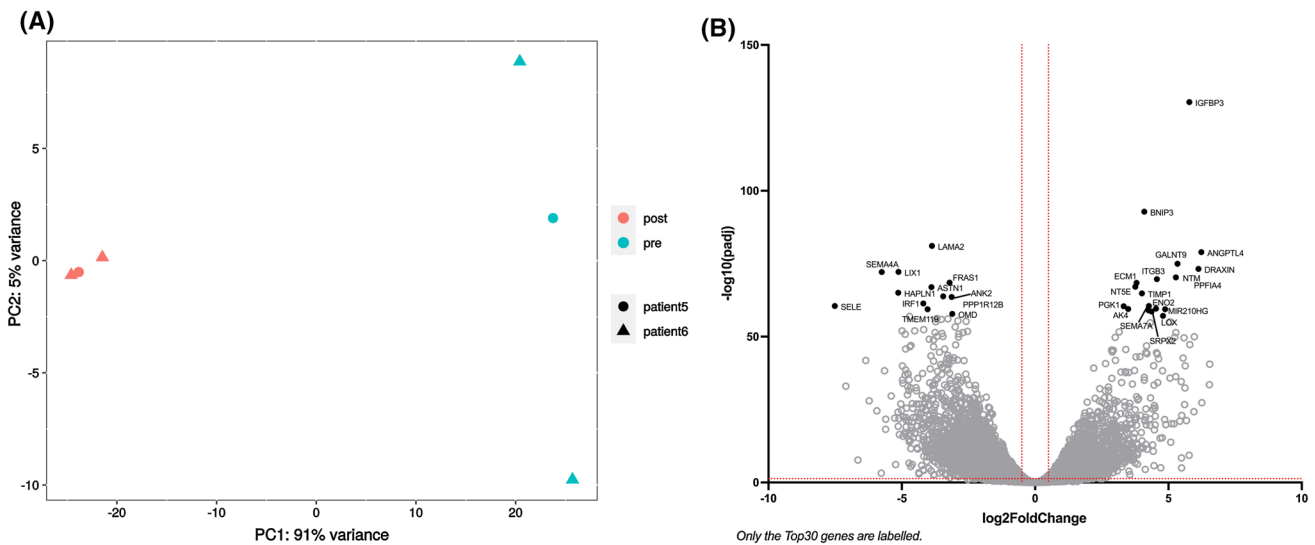 (A)
5
0
-5
-10
-20
0
20
PC1: 91% variance
PC2: 5% variance
post
pre
patient5
patient6
(B)
150
100
50
0
-10
-5
0
5
10
-log10(padj)
log2FoldChange
IGFBP3
BNIP3
LAMA2
ANGPTL4
GALNT9
SEMA4A
LIX1
DRAXIN
ITGB3
NTM
ECM1
FRAS1
PPFIA4
ASTN1
NT5E
HAPLN1
ANK2
TIMP1
IRF1
PPP1R12B
ENO2
PGK1
SELE
MIR210HG
OMD
AK4
TMEM119
LOX
SEMA7A
SRPX2
Only the Top30 genes are labelled.